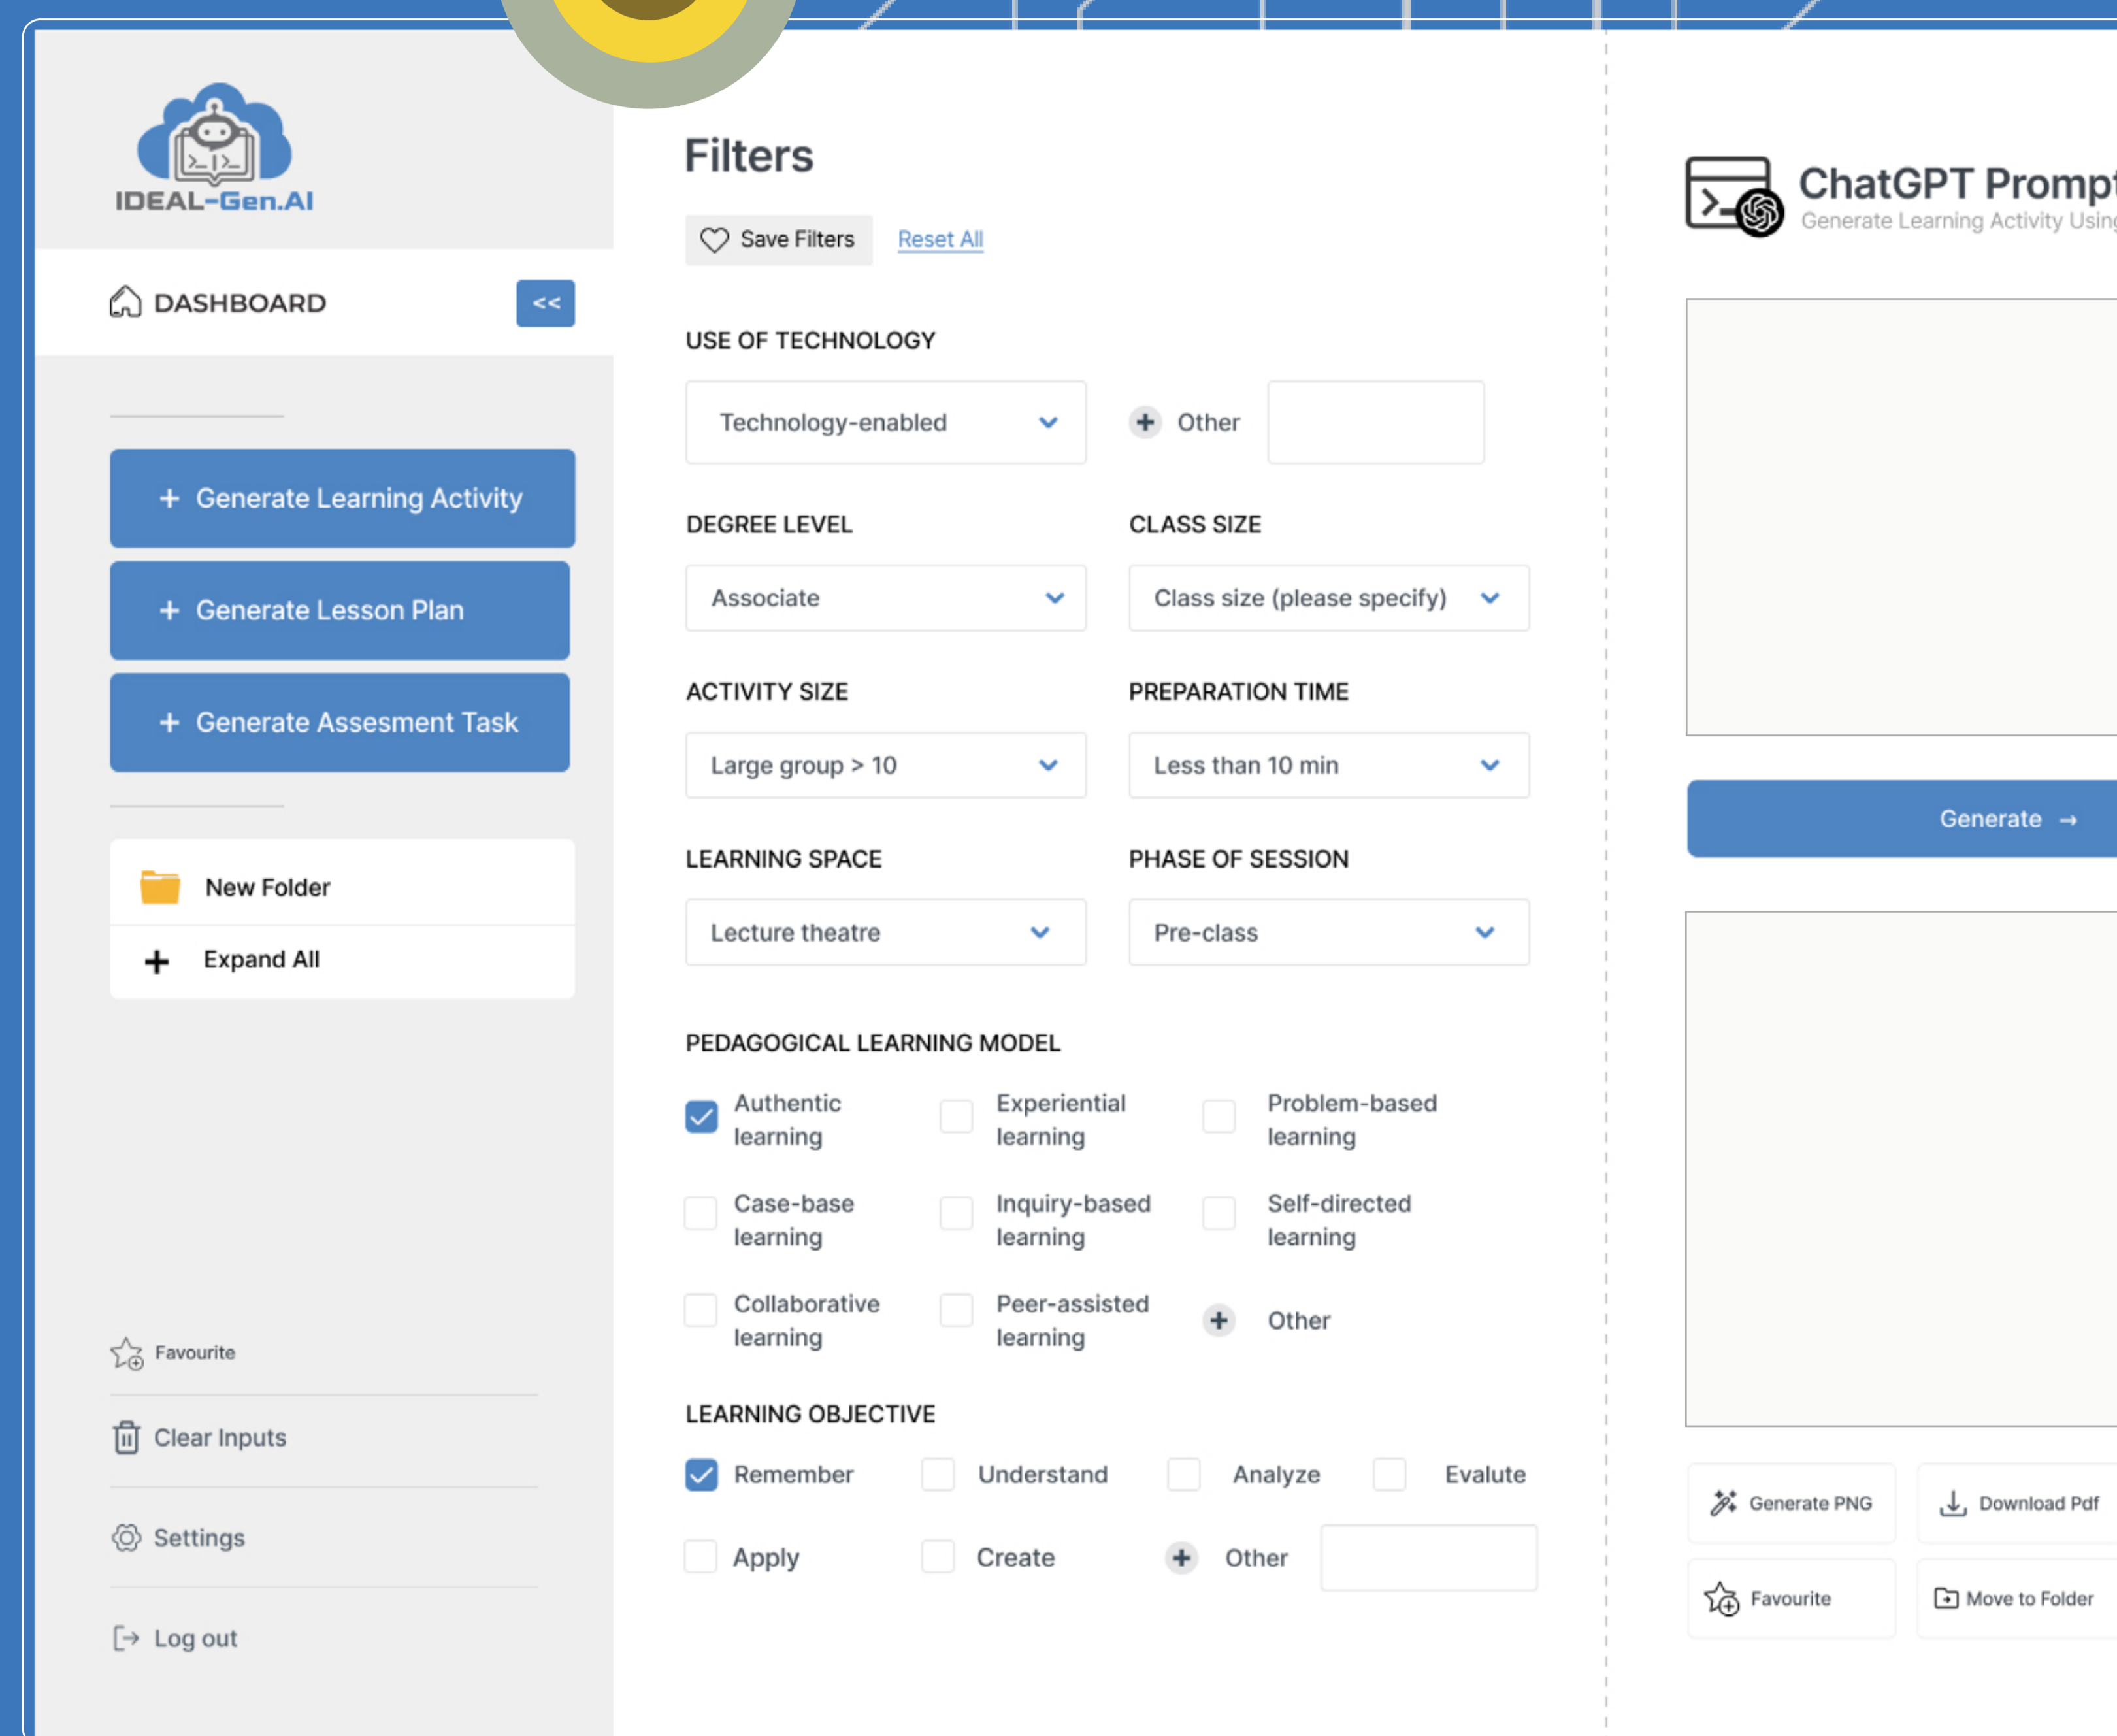 IDEAL-Gen.AI
DASHBOARD
<<
+ Generate Learning Activity
+ Generate Lesson Plan
+ Generate Assesment Task
New Folder
+ Expand All
Favourite
Clear Inputs
Settings
Log out
Filters
Save Filters Reset All
USE OF TECHNOLOGY
Technology-enabled + Other
DEGREE LEVEL CLASS SIZE
Associate Class size (please specify)
ACTIVITY SIZE PREPARATION TIME
Large group > 10 Less than 10 min
LEARNING SPACE PHASE OF SESSION
Lecture theatre Pre-class
PEDAGOGICAL LEARNING MODEL
Authentic learning
Experiential learning
Problem-based learning
Case-base learning
Inquiry-based learning
Self-directed learning
Collaborative learning
Peer-assisted learning
+ Other
LEARNING OBJECTIVE
Remember Understand Analyze Evalute
Apply Create + Other
ChatGPT Prompt
Generate Learning Activity Using
Generate →
Generate PNG Download Pdf
Favourite Move to Folder